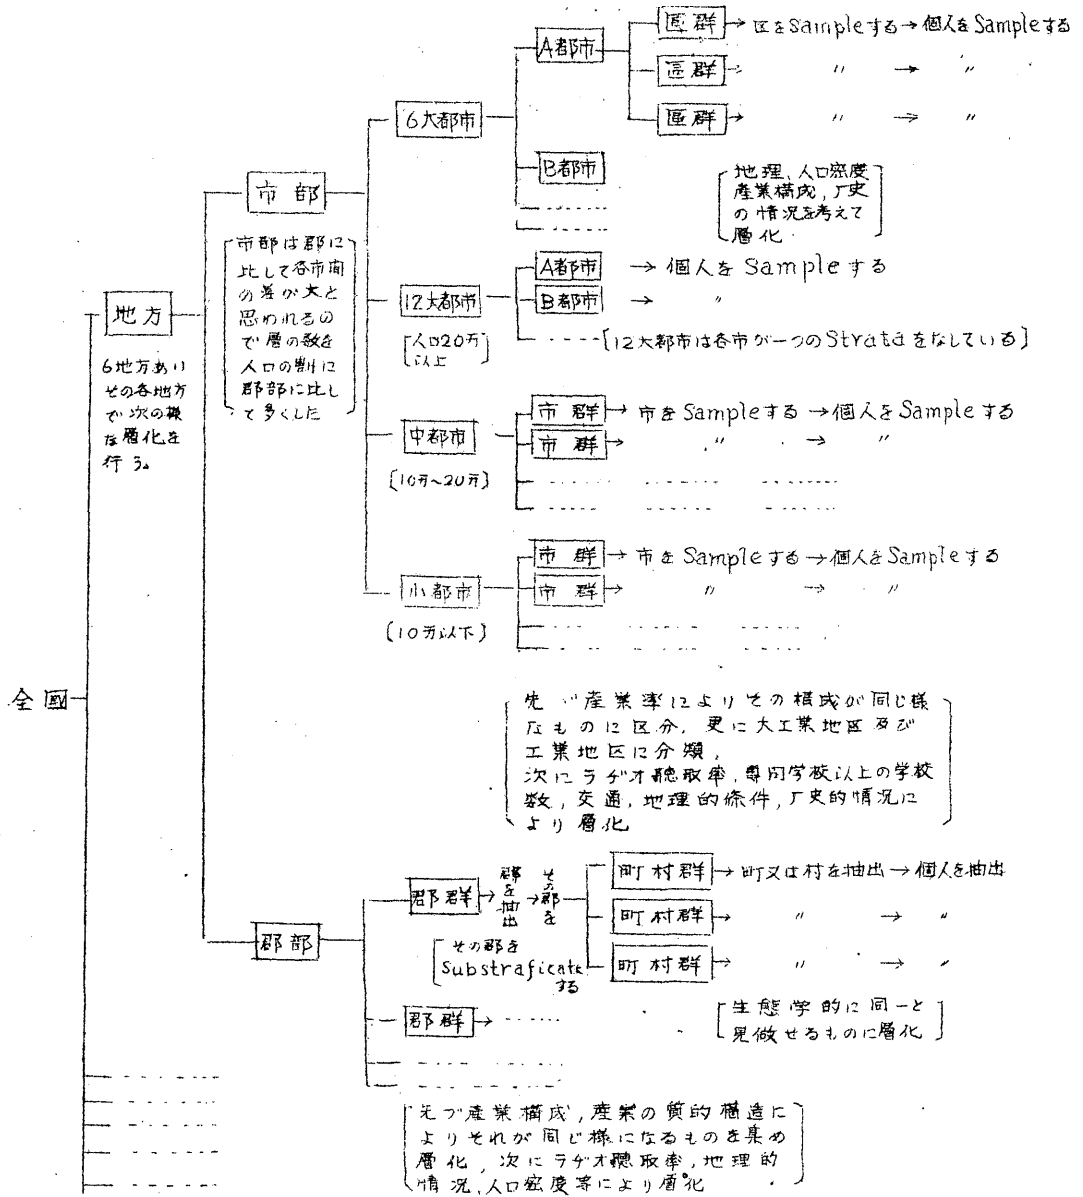 全國
地方
6地方あり
その各地方
で次の様
な層化を
行う。
市部
市部は郡に
比して各市間
の差が大と
思われるの
で層の数を
人口の割に
郡部に比し
て多くした
6大都市
A都市
區群 → 区をSampleする → 個人をSampleする
區群 → 〃 → 〃
區群 → 〃 → 〃
B都市
地理、人口密度
産業構成,厂史
の情況を考えて
層化.
12大都市
[人口20万
以上]
A都市 → 個人を Sample する
B都市 → 〃
[12大都市は各市が一つのStrataをなしている]
中都市
[10万~20万]
市群 → 市を Sampleする → 個人を Sampleする
市群 → 〃 → 〃
小都市
[10万以下]
市群 → 市を Sampleする → 個人をSampleする
市群 → 〃 → 〃
先づ産業率によりその構成が同じ様
なものに区分, 更に大工業地区及び
工業地区に分類,
次にラヂオ聽取率,専門学校以上の学校
数,交通,地理的條件,厂史的情況に
より層化
郡部
郡群 → 郡を抽出 → その郡を
その郡を
Substraficate
する
町村群 → 町又は村を抽出 → 個人を抽出
町村群 → 〃 → 〃
町村群 → 〃 → 〃
郡群 →
生態学的に同一と
見做せるものに層化
先づ産業構成,産業の質的構造に
よりそれが同じ様になるものを集め
層化,次にラヂオ聽取率,地理的
情況,人口密度等により層化